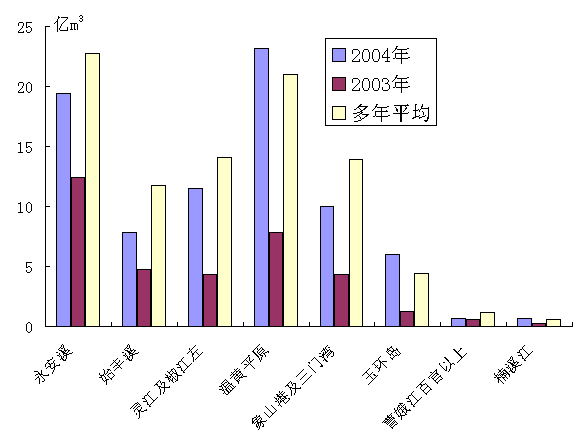 亿m³
25
20
15
10
5
0
2004年
2003年
多年平均
永安溪
始丰溪
灵江及椒江左
温黄平原
象山港及三门湾
玉环岛
曹娥江百官以上
楠溪江